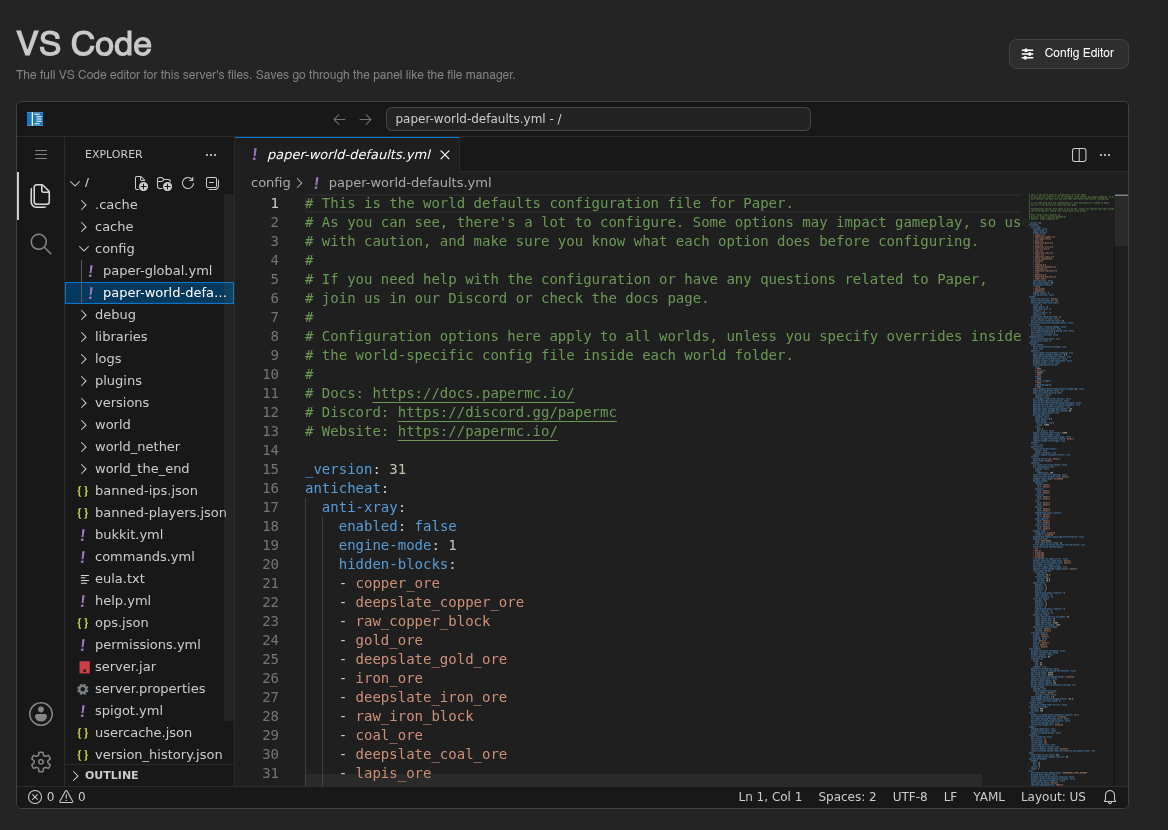 VS Code
The full VS Code editor for this server's files. Saves go through the panel like the file manager.
Config Editor
paper-world-defaults.yml - /
EXPLORER
/
.cache
cache
config
paper-global.yml
paper-world-defa...
debug
libraries
logs
plugins
versions
world
world_nether
world_the_end
banned-ips.json
banned-players.json
bukkit.yml
commands.yml
eula.txt
help.yml
ops.json
permissions.yml
server.jar
server.properties
spigot.yml
usercache.json
version_history.json
OUTLINE
paper-world-defaults.yml
config > paper-world-defaults.yml
1 # This is the world defaults configuration file for Paper.
2 # As you can see, there's a lot to configure. Some options may impact gameplay, so us
3 # with caution, and make sure you know what each option does before configuring.
4 #
5 # If you need help with the configuration or have any questions related to Paper,
6 # join us in our Discord or check the docs page.
7 #
8 # Configuration options here apply to all worlds, unless you specify overrides inside
9 # the world-specific config file inside each world folder.
10 #
11 # Docs: https://docs.papermc.io/
12 # Discord: https://discord.gg/papermc
13 # Website: https://papermc.io/
14
15 _version: 31
16 anticheat:
17 anti-xray:
18 enabled: false
19 engine-mode: 1
20 hidden-blocks:
21 - copper_ore
22 - deepslate_copper_ore
23 - raw_copper_block
24 - gold_ore
25 - deepslate_gold_ore
26 - iron_ore
27 - deepslate_iron_ore
28 - raw_iron_block
29 - coal_ore
30 - deepslate_coal_ore
31 - lapis_ore
0 0
Ln 1, Col 1 Spaces: 2 UTF-8 LF YAML Layout: US